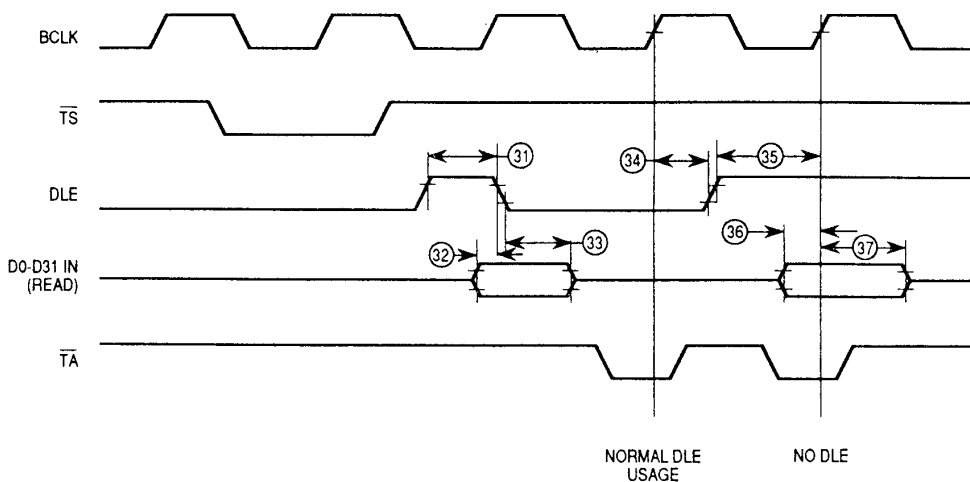 BCLK
TS
DLE
31
34
35
D0-D31 IN
(READ)
32
33
36
37
TA
NORMAL DLE
USAGE
NO DLE